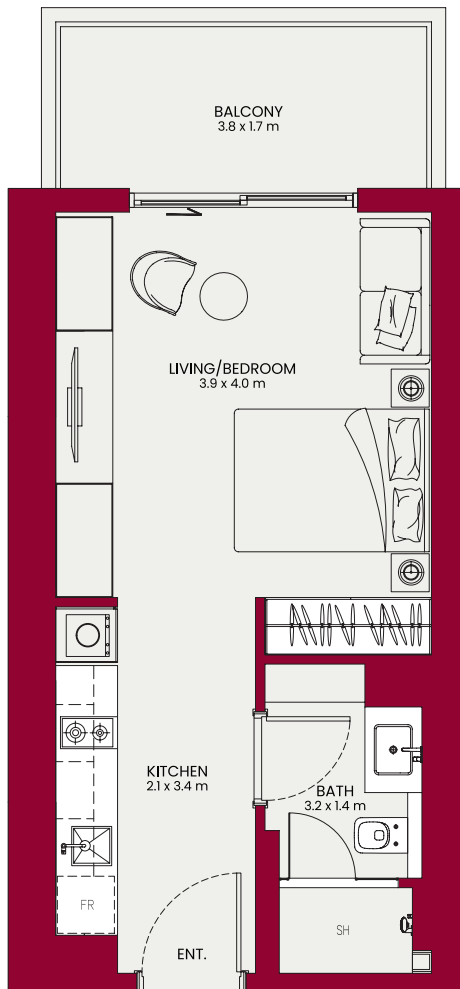 BALCONY
3.8 x 1.7 m
LIVING/BEDROOM
3.9 x 4.0 m
KITCHEN
2.1 x 3.4 m
BATH
3.2 x 1.4 m
FR
SH
ENT.